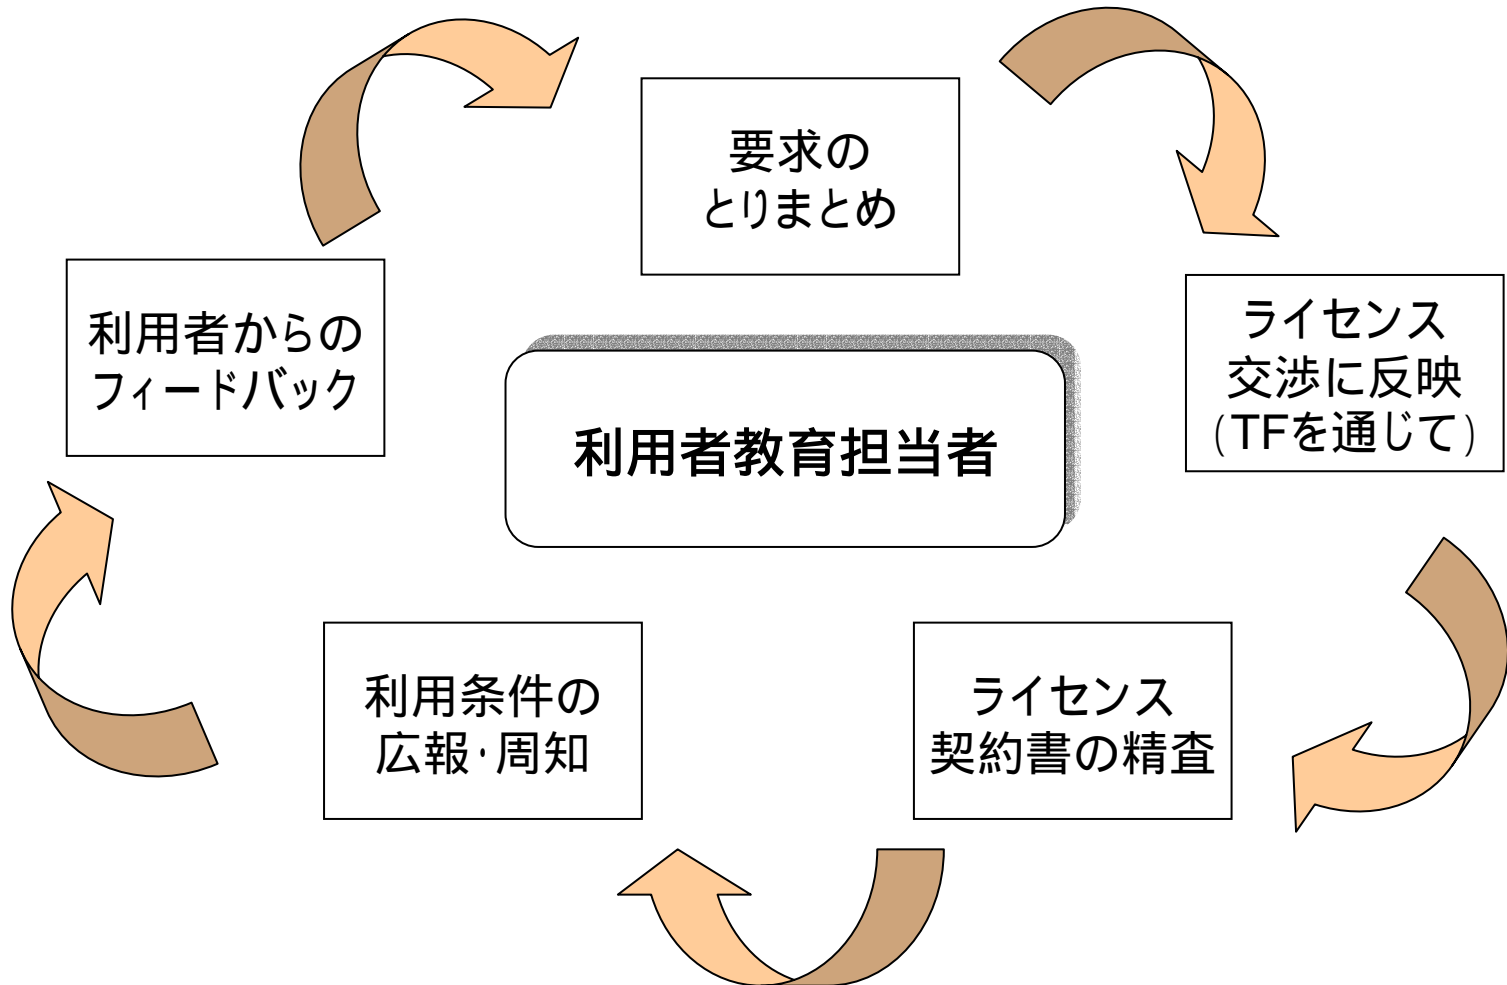 要求の
とりまとめ
利用者からの
フィードバック
ライセンス
交渉に反映
(TFを通じて)
利用者教育担当者
利用条件の
広報・周知
ライセンス
契約書の精査